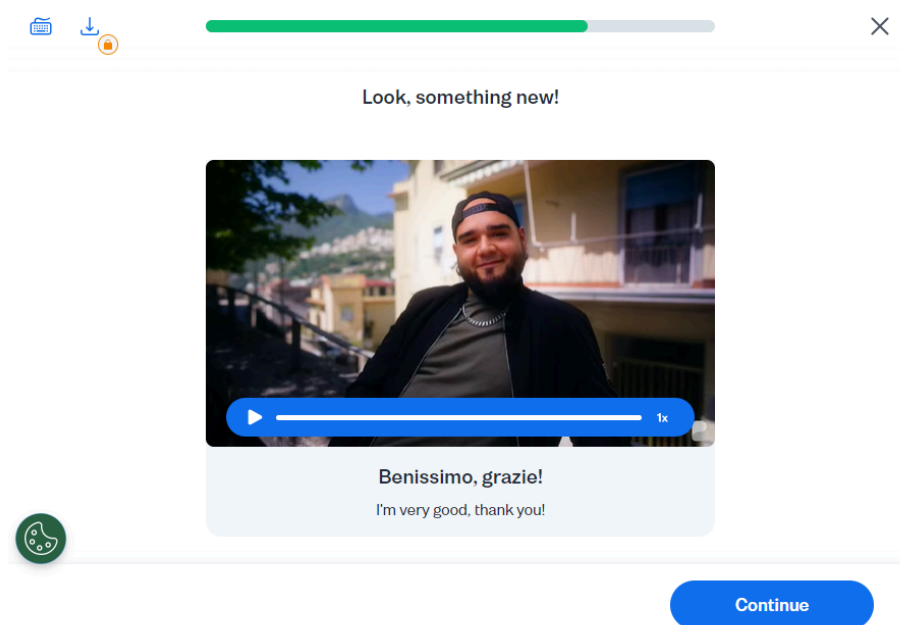 Look, something new!
1x
Benissimo, grazie!
I'm very good, thank you!
Continue